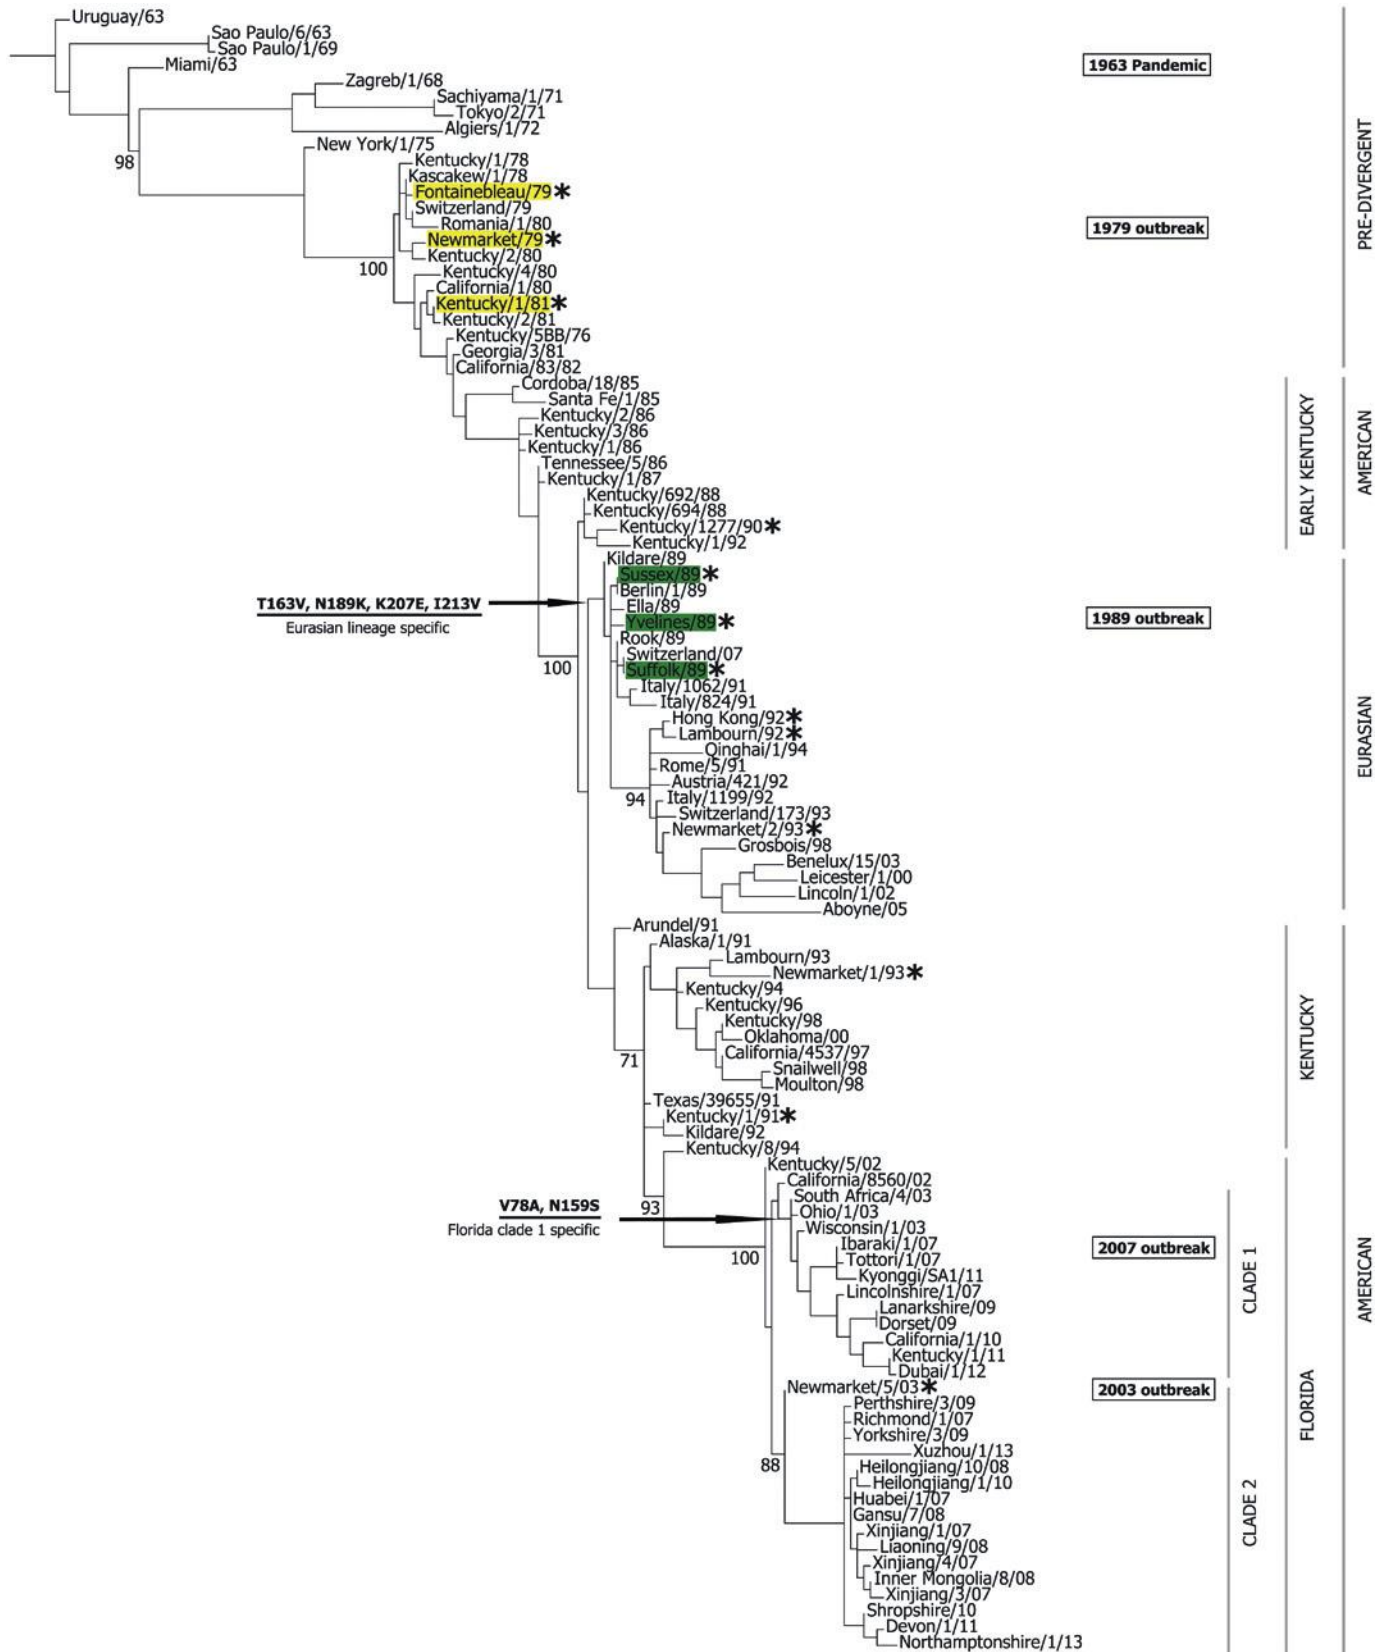 Uruguay/63
Sao Paulo/6/63
Sao Paulo/1/69
Miami/63
1963 Pandemic
Zagreb/1/68
Sachiyama/1/71
Tokyo/2/71
Algiers/1/72
New York/1/75
98
Kentucky/1/78
Kascakew/1/78
Fontainebleau/79*
Switzerland/79
Romania/1/80
1979 outbreak
Newmarket/79*
Kentucky/2/80
100
Kentucky/4/80
California/1/80
Kentucky/1/81*
Kentucky/2/81
Kentucky/5BB/76
Georgia/3/81
California/83/82
PRE-DIVERGENT
Cordoba/18/85
Santa Fe/1/85
Kentucky/2/86
Kentucky/3/86
Kentucky/1/86
Tennessee/5/86
Kentucky/1/87
Kentucky/692/88
Kentucky/694/88
Kentucky/1277/90*
Kentucky/1/92
EARLY KENTUCKY
AMERICAN
Kildare/89
Sussex/89*
Berlin/1/89
T163V, N189K, K207E, I213V
Eurasian lineage specific
Ella/89
1989 outbreak
Yvelines/89*
Rook/89
Switzerland/07
100
Suffolk/89*
Italy/1062/91
Italy/824/91
Hong Kong/92*
Lambourn/92*
Qinghai/1/94
Rome/5/91
Austria/421/92
94
Italy/1199/92
Switzerland/173/93
Newmarket/2/93*
Grosbois/98
Benelux/15/03
Leicester/1/00
Lincoln/1/02
Aboyne/05
EURASIAN
Arundel/91
Alaska/1/91
Lambourn/93
Newmarket/1/93*
Kentucky/94
Kentucky/96
Kentucky/98
Oklahoma/00
California/4537/97
71
Snailwell/98
Moulton/98
Texas/39655/91
Kentucky/1/91*
Kildare/92
Kentucky/8/94
KENTUCKY
Kentucky/5/02
California/8560/02
South Africa/4/03
V78A, N159S
Florida clade 1 specific
93
Ohio/1/03
Wisconsin/1/03
Ibaraki/1/07
2007 outbreak
100
Tottori/1/07
Kyonggi/SA1/11
Lincolnshire/1/07
Lanarkshire/09
Dorset/09
California/1/10
Kentucky/1/11
Dubai/1/12
CLADE 1
Newmarket/5/03*
2003 outbreak
Perthshire/3/09
Richmond/1/07
Yorkshire/3/09
Xuzhou/1/13
88
Heilongjiang/10/08
Heilongjiang/1/10
Huabei/1/07
Gansu/7/08
Xinjiang/1/07
Liaoning/9/08
Xinjiang/4/07
Inner Mongolia/8/08
Xinjiang/3/07
Shropshire/10
Devon/1/11
Northamptonshire/1/13
CLADE 2
FLORIDA
AMERICAN